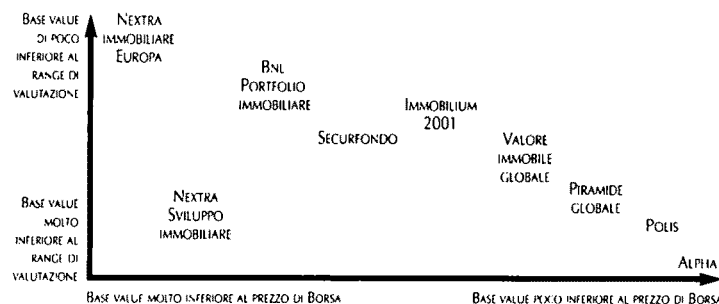 BASE VALUE
DI POCO
INFERIORE AL
RANGE DI
VALUTAZIONE
NEXTRA
IMMOBILIARE
EUROPA
BNL
PORTFOLIO
IMMOBILIARE
SECURFONDO
IMMOBILIUM
2001
VALORE
IMMOBILE
GLOBALE
PIRAMIDE
GLOBALE
POLIS
NEXTRA
SVILUPPO
IMMOBILIARE
BASE VALUE
MOLTO
INFERIORE AL
RANGE DI
VALUTAZIONE
ALPHA
BASE VALUE MOLTO INFERIORE AL PREZZO DI BORSA
BASE VALUE POCO INFERIORE AL PREZZO DI BORSA